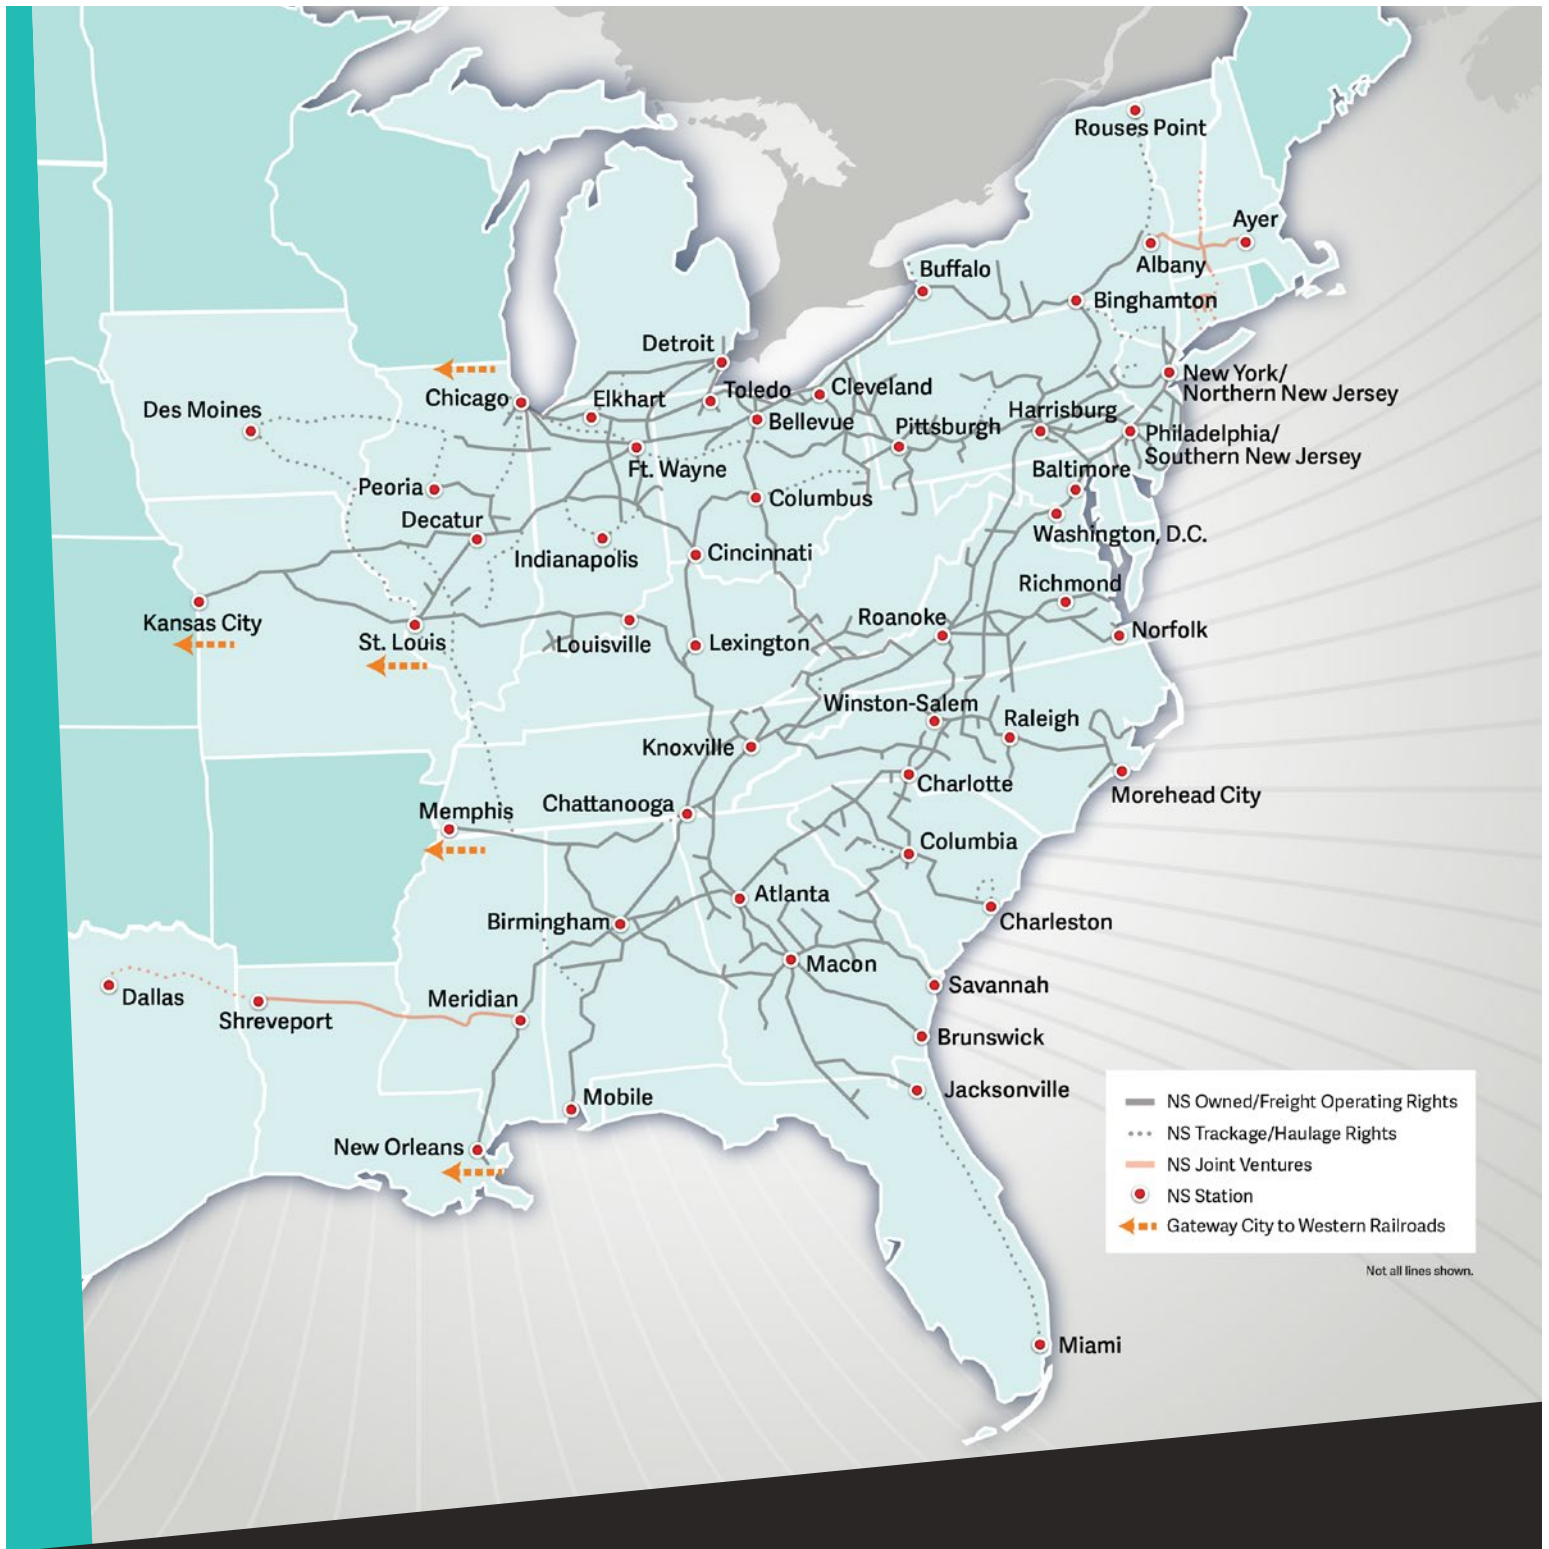 Rouses Point
Ayer
Albany
Buffalo
Binghamton
Detroit
New York/
Northern New Jersey
Chicago
Elkhart
Toledo
Cleveland
Des Moines
Bellevue
Pittsburgh
Harrisburg
Philadelphia/
Southern New Jersey
Ft. Wayne
Baltimore
Peoria
Columbus
Decatur
Washington, D.C.
Indianapolis
Cincinnati
Richmond
Kansas City
St. Louis
Louisville
Lexington
Roanoke
Norfolk
Winston-Salem
Raleigh
Knoxville
Charlotte
Morehead City
Memphis
Chattanooga
Columbia
Atlanta
Birmingham
Charleston
Macon
Dallas
Shreveport
Meridian
Savannah
Brunswick
Jacksonville
Mobile
New Orleans
Miami
NS Owned/Freight Operating Rights
NS Trackage/Haulage Rights
NS Joint Ventures
NS Station
Gateway City to Western Railroads
Not all lines shown.